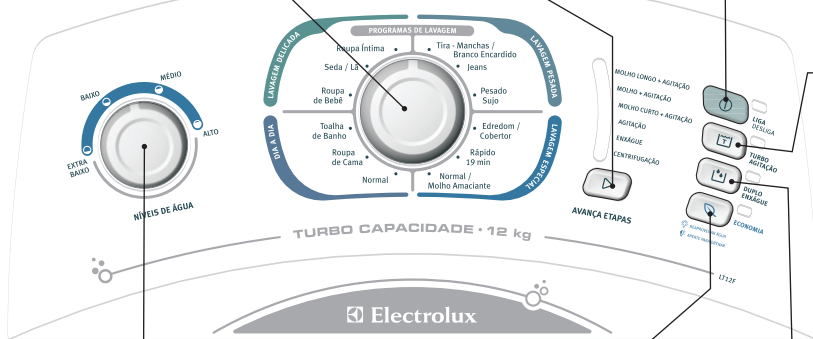 PROGRAMAS DE LAVAGEM
LAVAGEM DELICADA
Roupa Íntima
Seda / Lã
Roupa
de Bebê
DIA A DIA
Toalha
de Banho
Roupa
de Cama
Normal
LAVAGEM PESADA
Tira - Manchas /
Branco Encardido
Jeans
Pesado
Sujo
LAVAGEM ESPECIAL
Edredom /
Cobertor
Rápido
19 min
Normal /
Molho Amaciante
EXTRA
BAIXO
BAIXO
MÉDIO
ALTO
NÍVEIS DE ÁGUA
MOLHO LONGO + AGITAÇÃO
MOLHO + AGITAÇÃO
MOLHO CURTO + AGITAÇÃO
AGITAÇÃO
ENXÁGUE
CENTRIFUGAÇÃO
AVANÇA ETAPAS
LIGA
DESLIGA
T
TURBO
AGITAÇÃO
DUPLO
ENXÁGUE
ECONOMIA
TURBO CAPACIDADE · 12 kg
LT12F
Electrolux